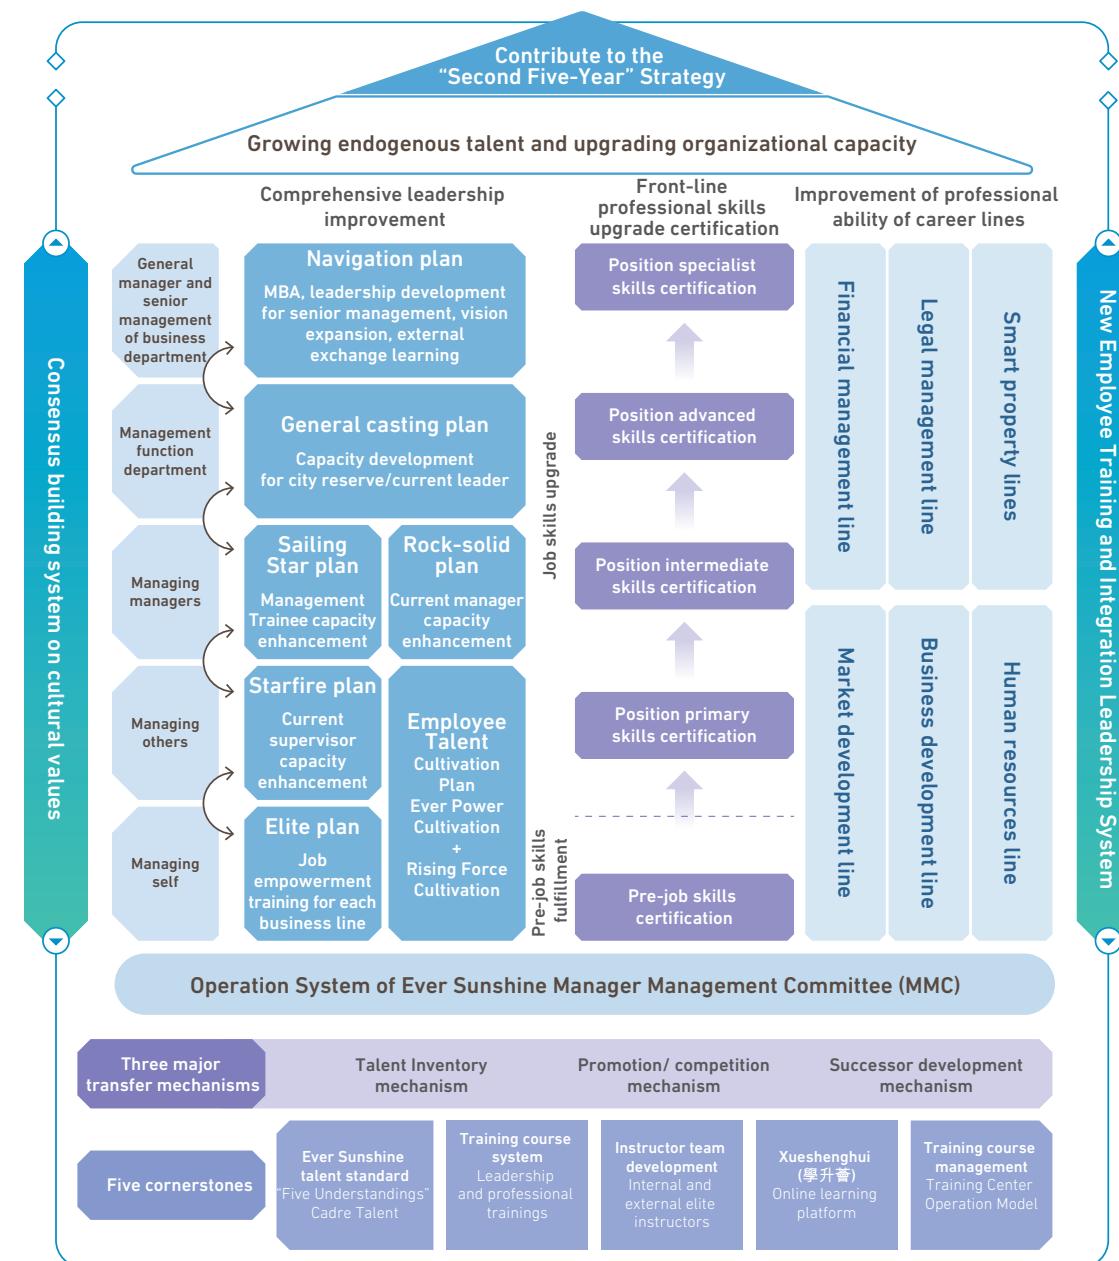 Contribute to the
“Second Five-Year” Strategy
Growing endogenous talent and upgrading organizational capacity
Comprehensive leadership
improvement
Front-line
professional skills
upgrade certification
Improvement of professional
ability of career lines
Consensus building system on cultural values
General
manager and
senior
management
of business
department
Management
function
department
Managing
managers
Managing
others
Managing
self
Navigation plan
MBA, leadership development
for senior management, vision
expansion, external
exchange learning
General casting plan
Capacity development
for city reserve/current leader
Sailing
Star plan
Management
Trainee capacity
enhancement
Rock-solid
plan
Current manager
capacity
enhancement
Starfire plan
Current
supervisor
capacity
enhancement
Elite plan
Job
empowerment
training for each
business line
Employee
Talent
Cultivation
Plan
Ever Power
Cultivation
+
Rising Force
Cultivation
Job skills upgrade
Pre-job skills
fulfillment
Position specialist
skills certification
Position advanced
skills certification
Position intermediate
skills certification
Position primary
skills certification
Pre-job skills
certification
Financial management line
Legal management line
Smart property lines
Market development line
Business development line
Human resources line
New Employee Training and Integration Leadership System
Operation System of Ever Sunshine Manager Management Committee (MMC)
Three major
transfer mechanisms
Talent Inventory
mechanism
Promotion/ competition
mechanism
Successor development
mechanism
Five cornerstones
Ever Sunshine
talent standard
“Five Understandings”
Cadre Talent
Training course
system
Leadership
and professional
trainings
Instructor team
development
Internal and
external elite
instructors
Xueshenghui
(學升薈)
Online learning
platform
Training course
management
Training Center
Operation Model